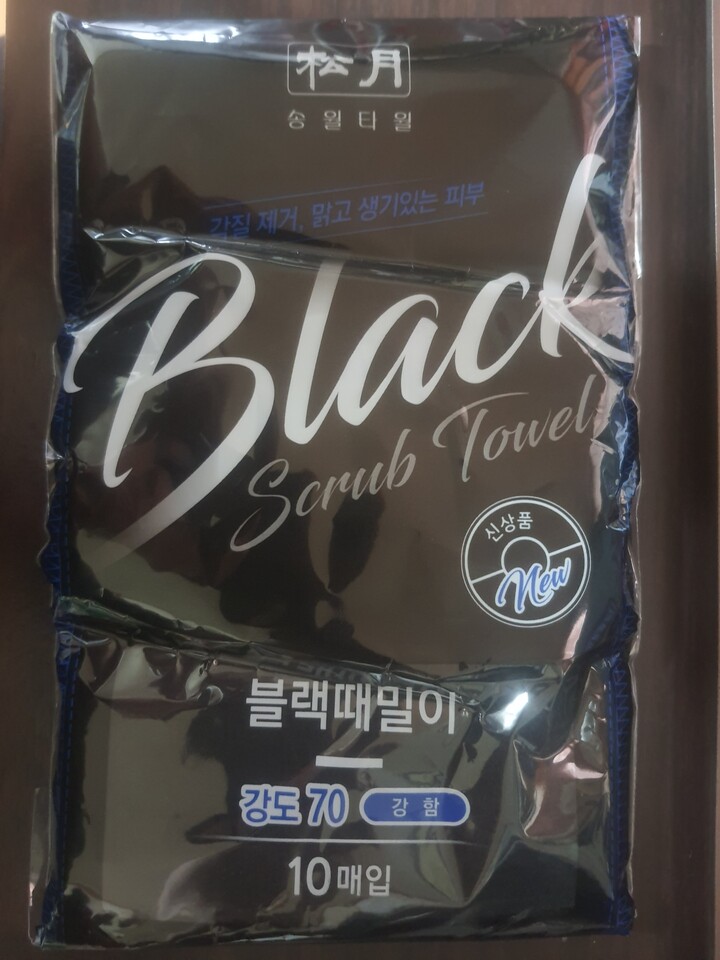 松月
송월타월
각질 제거, 맑고 생기있는 피부
Black
Scrub Towel
신상품
New
블랙때밀이
강도 70 강함
10매입